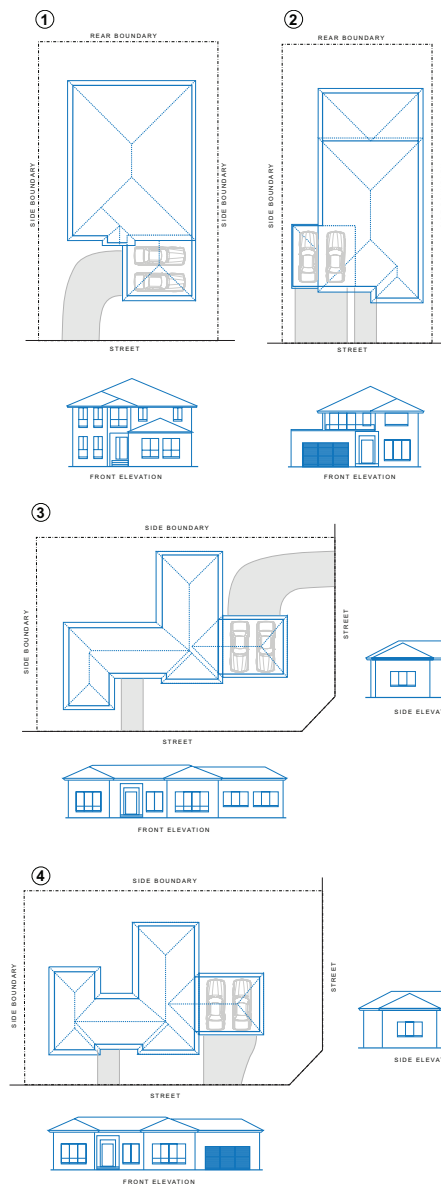 1
REAR BOUNDARY
SIDE BOUNDARY
SIDE BOUNDARY
STREET
FRONT ELEVATION
2
REAR BOUNDARY
SIDE BOUNDARY
STREET
FRONT ELEVATION
3
SIDE BOUNDARY
SIDE BOUNDARY
STREET
STREET
SIDE ELEVAT
FRONT ELEVATION
4
SIDE BOUNDARY
SIDE BOUNDARY
STREET
STREET
SIDE ELEVAT
FRONT ELEVATION